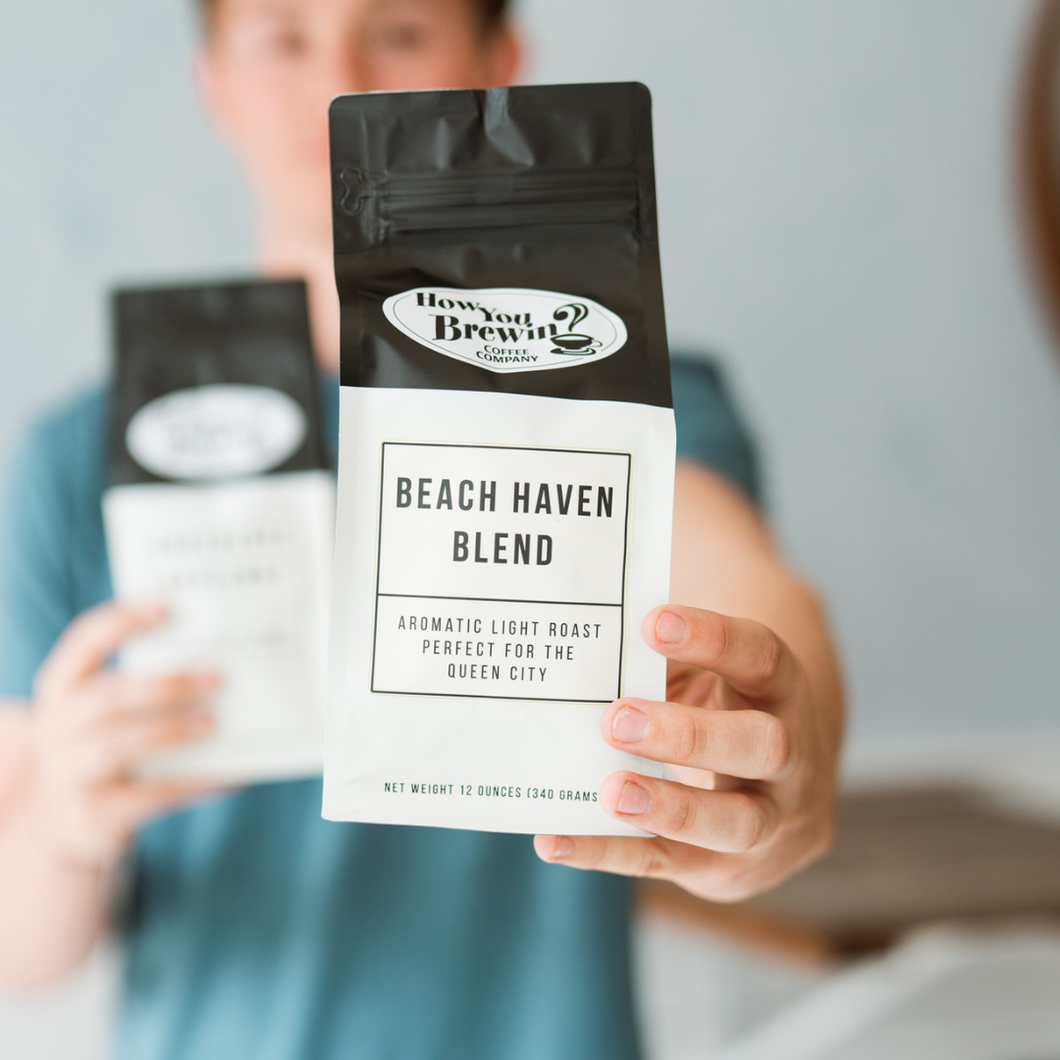 How You
Brewin?
COFFEE
COMPANY
BEACH HAVEN
BLEND
AROMATIC LIGHT ROAST
PERFECT FOR THE
QUEEN CITY
NET WEIGHT 12 OUNCES (340 GRAMS